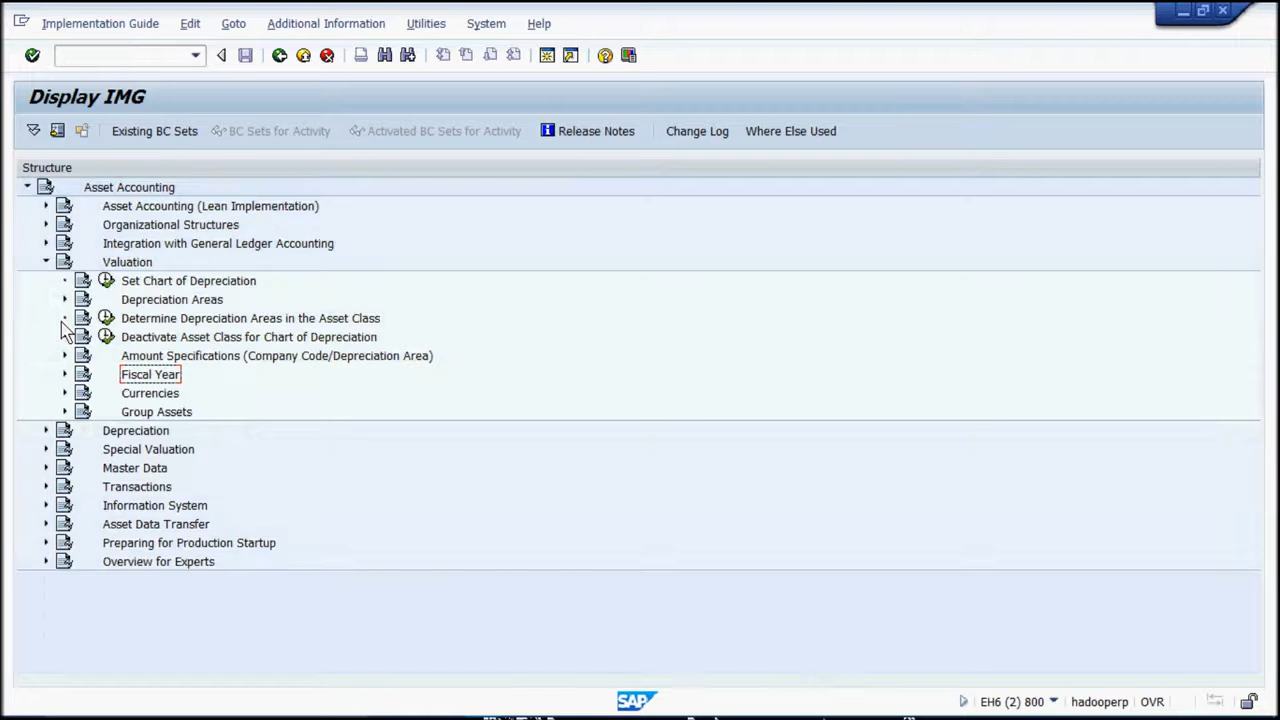 Implementation Guide Edit Goto Additional Information Utilities System Help
Display IMG
Existing BC Sets BC Sets for Activity Activated BC Sets for Activity Release Notes Change Log Where Else Used
Structure
Asset Accounting
Asset Accounting (Lean Implementation)
Organizational Structures
Integration with General Ledger Accounting
Valuation
Set Chart of Depreciation
Depreciation Areas
Determine Depreciation Areas in the Asset Class
Deactivate Asset Class for Chart of Depreciation
Amount Specifications (Company Code/Depreciation Area)
Fiscal Year
Currencies
Group Assets
Depreciation
Special Valuation
Master Data
Transactions
Information System
Asset Data Transfer
Preparing for Production Startup
Overview for Experts
SAP EH6 (2) 800 hadooperp OVR